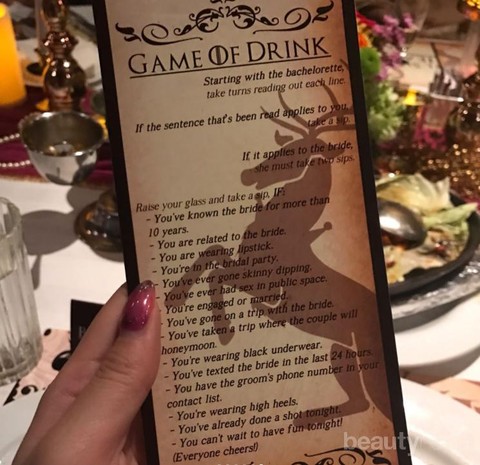 GAME OF DRINK
Starting with the bachelorette,
take turns reading out each line.
If the sentence that's been read applies to you,
take a sip.
If, it applies to the bride,
she must take two sips.
Raise your glass and take a sip, IF:
- You've known the bride for more than
10 years.
- You are related to the bride.
- You are wearing lipstick.
- You're in the bridal party.
- You've ever gone skinny dipping.
- You've ever had sex in public space.
- You're engaged or married.
- You've gone on a trip with the bride.
- You've taken a trip where the couple will
honeymoon.
- You're wearing black underwear.
- You've texted the bride in the last 24 hours.
- You have the groom's phone number in your
contact list.
- You're wearing high heels.
- You've already done a shot tonight.
- You can't wait to have fun tonight!
(Everyone cheers!)
beauty